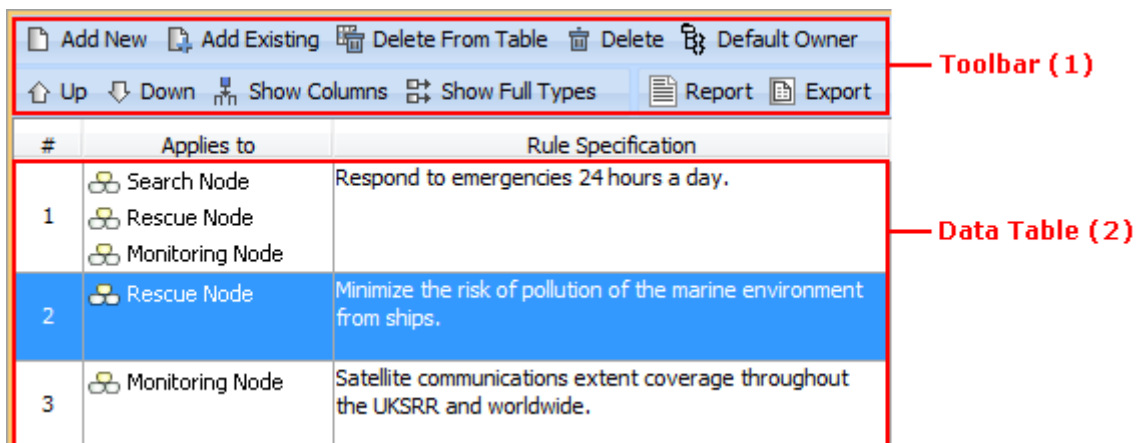 Add New Add Existing Delete From Table Delete Default Owner
Toolbar (1)
Up Down Show Columns Show Full Types Report Export
# Applies to Rule Specification
1 Search Node Respond to emergencies 24 hours a day.
Rescue Node
Monitoring Node
Data Table (2)
2 Rescue Node Minimize the risk of pollution of the marine environment
from ships.
3 Monitoring Node Satellite communications extent coverage throughout
the UKSRR and worldwide.